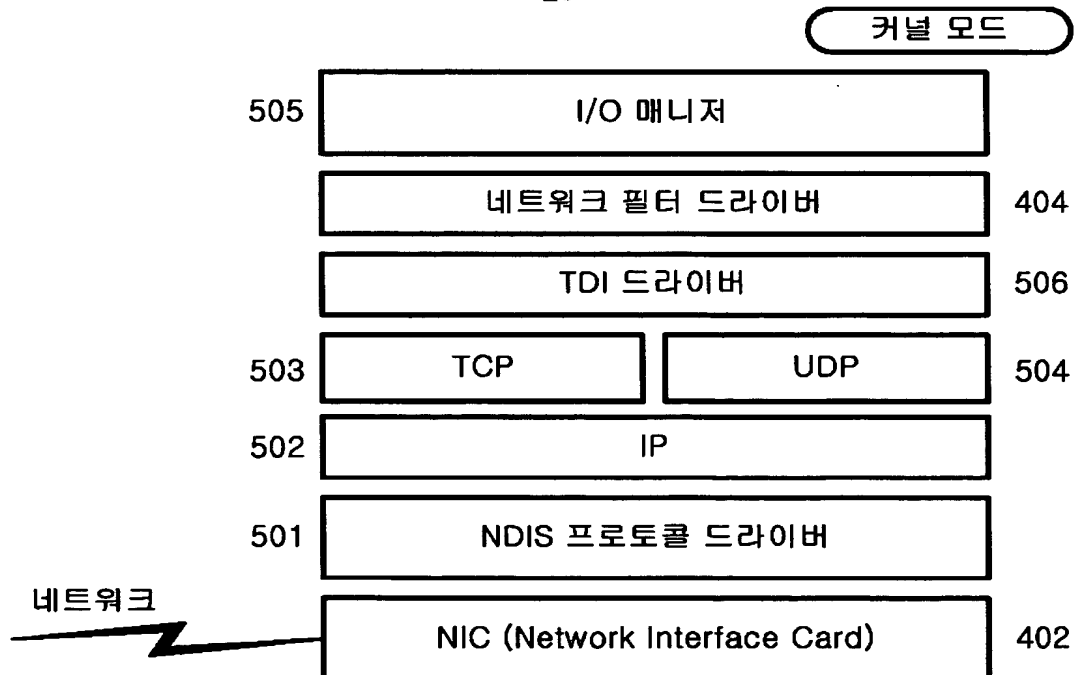 커널 모드
505 I/O 매니저
네트워크 필터 드라이버 404
TDI 드라이버 506
503 TCP UDP 504
502 IP
501 NDIS 프로토콜 드라이버
네트워크
NIC (Network Interface Card) 402